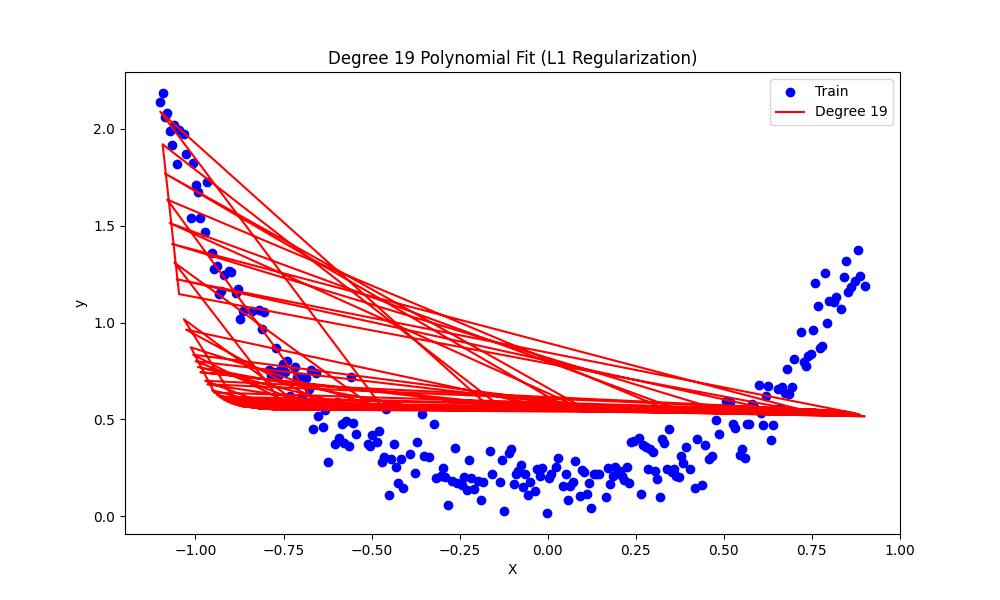 Degree 19 Polynomial Fit (L1 Regularization)
Train
Degree 19
2.0
1.5
1.0
0.5
0.0
y
−1.00 −0.75 −0.50 −0.25 0.00 0.25 0.50 0.75 1.00
X